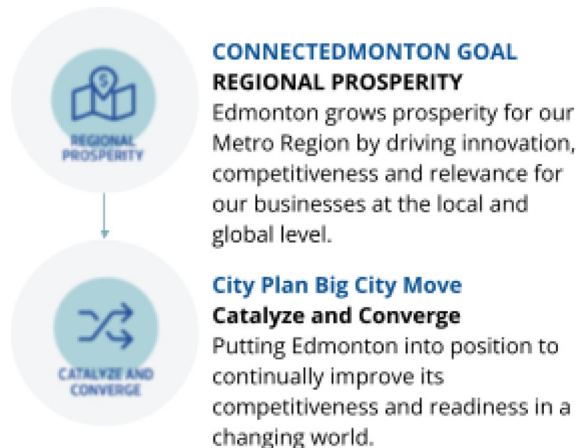 REGIONAL
PROSPERITY
CONNECTEDMONTON GOAL
REGIONAL PROSPERITY
Edmonton grows prosperity for our
Metro Region by driving innovation,
competitiveness and relevance for
our businesses at the local and
global level.
CATALYZE AND
CONVERGE
City Plan Big City Move
Catalyze and Converge
Putting Edmonton into position to
continually improve its
competitiveness and readiness in a
changing world.